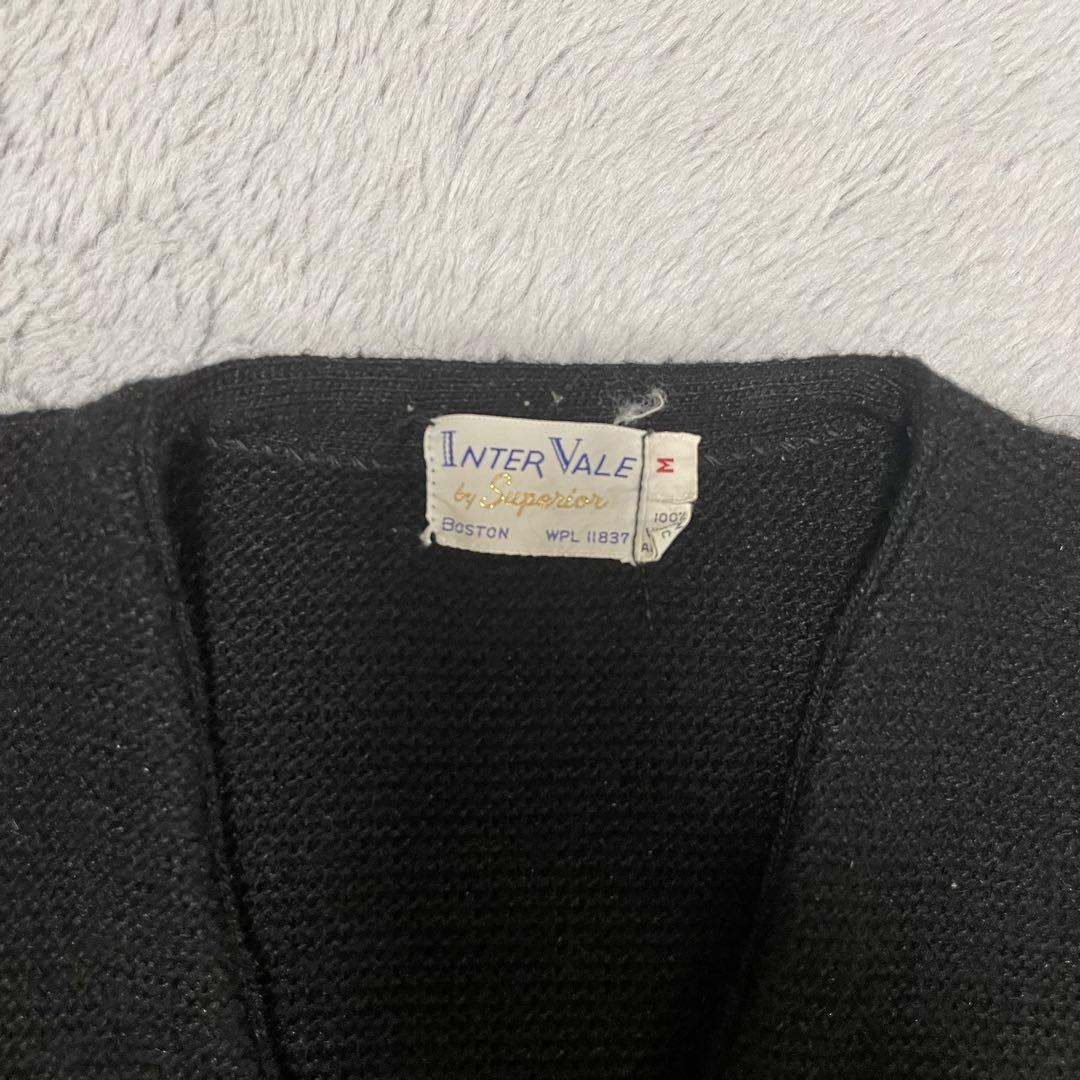 INTER VALE
by Superior
BOSTON WPL 11837
M
100%